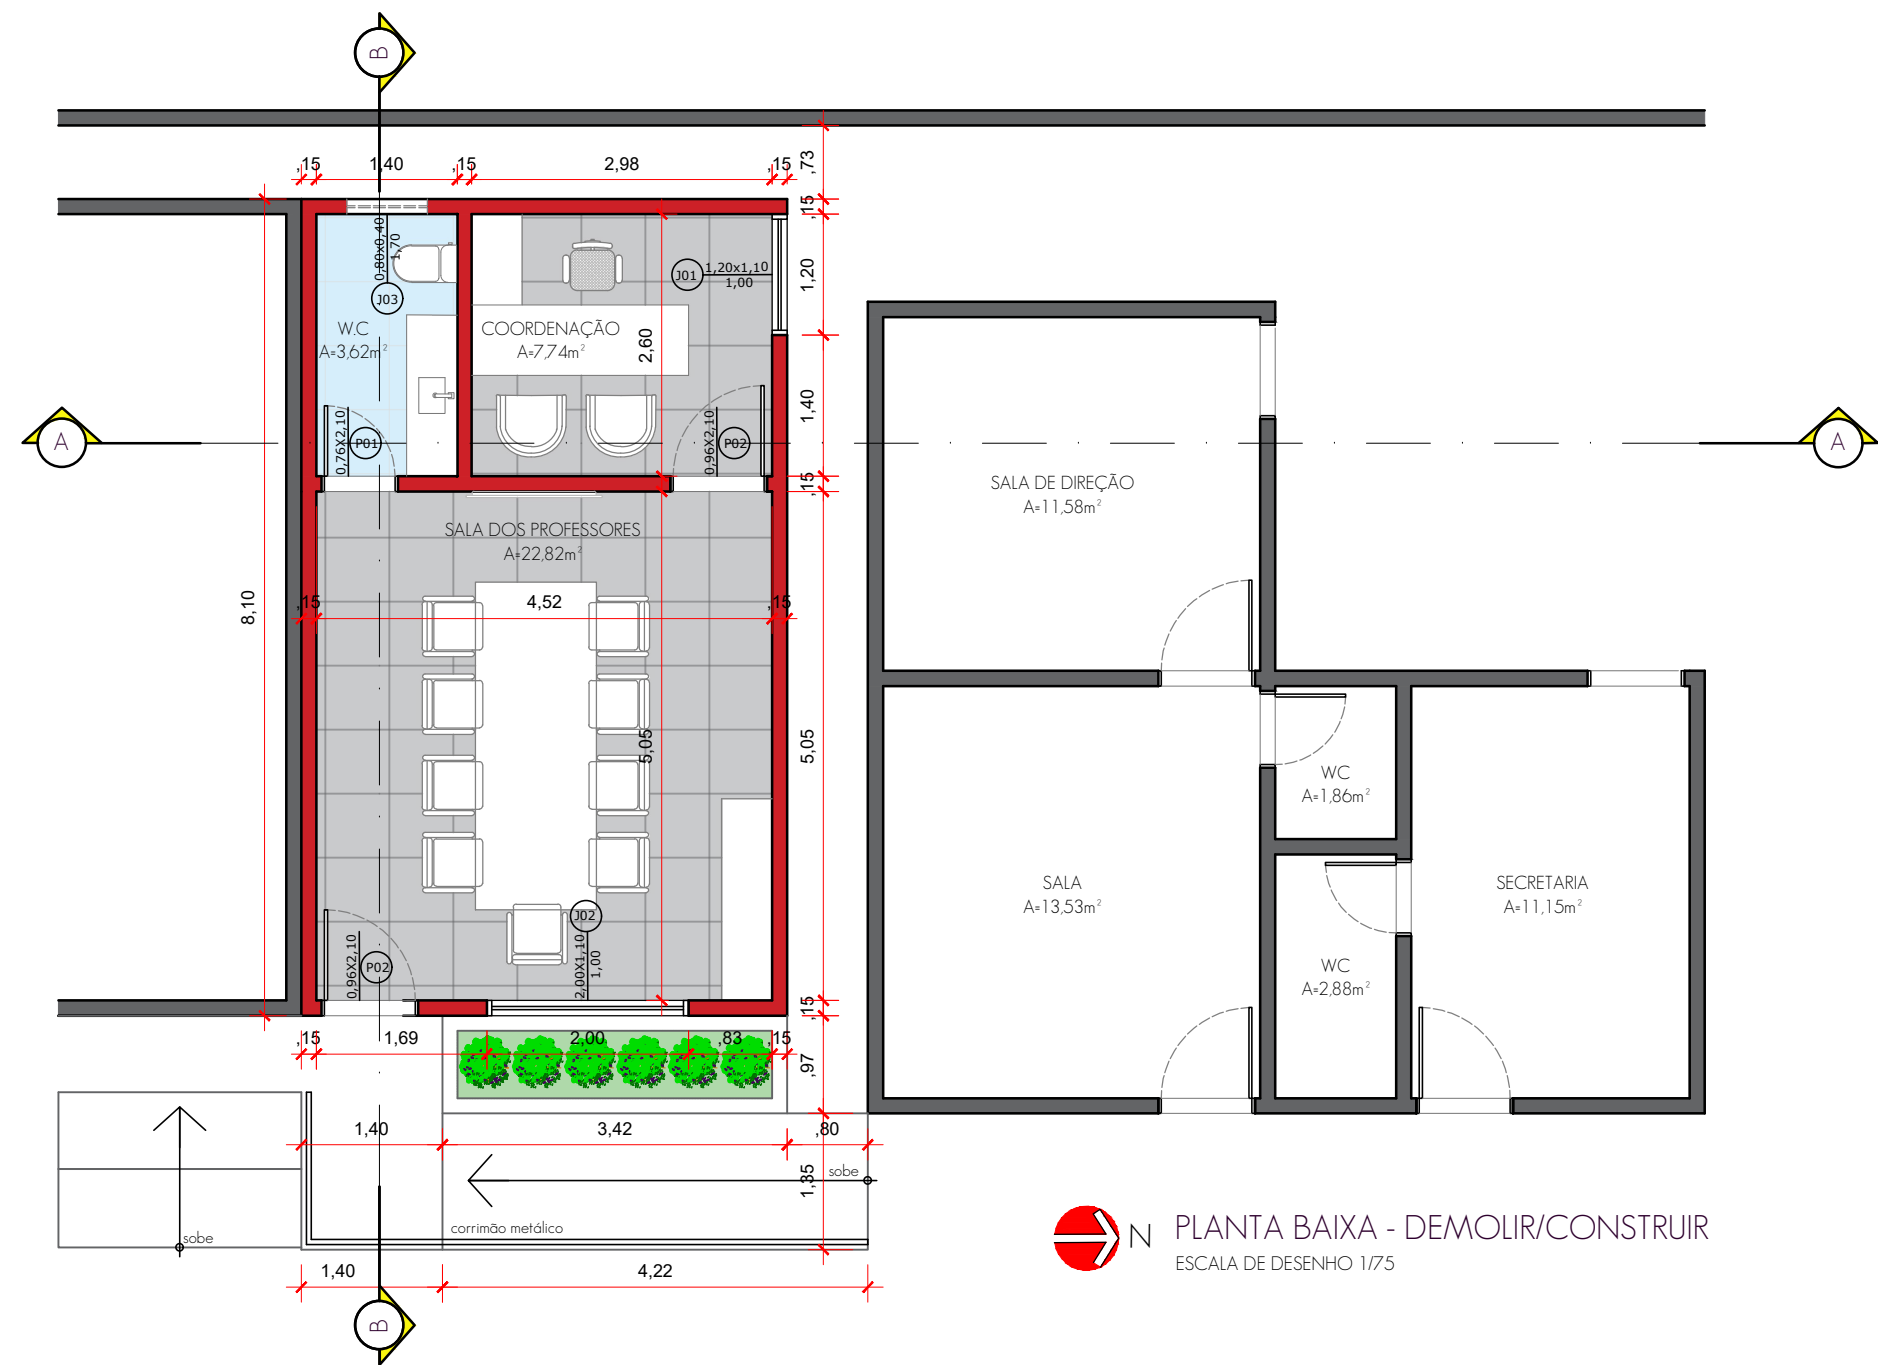 B
,15
1,40
,15
2,98
,15
,73
,15
0,80x0,40
1,70
J03
J01
1,20x1,10
1,00
1,20
W.C
A=3,62m²
COORDENAÇÃO
A=7,74m²
2,60
8,10
1,40
A
0,76X2,10
P01
0,96X2,10
P02
A
,15
SALA DOS PROFESSORES
A=22,82m²
SALA DE DIREÇÃO
A=11,58m²
,15
4,52
,15
5,05
5,05
WC
A=1,86m²
SALA
A=13,53m²
SECRETARIA
A=11,15m²
J02
2,00X1,10
1,00
0,96X2,10
P02
WC
A=2,88m²
,15
,15
1,69
2,00
,83
,15
,97
1,40
3,42
,80
sobe
1,35
corrimão metálico
sobe
1,40
4,22
B
N
PLANTA BAIXA - DEMOLIR/CONSTRUIR
ESCALA DE DESENHO 1/75